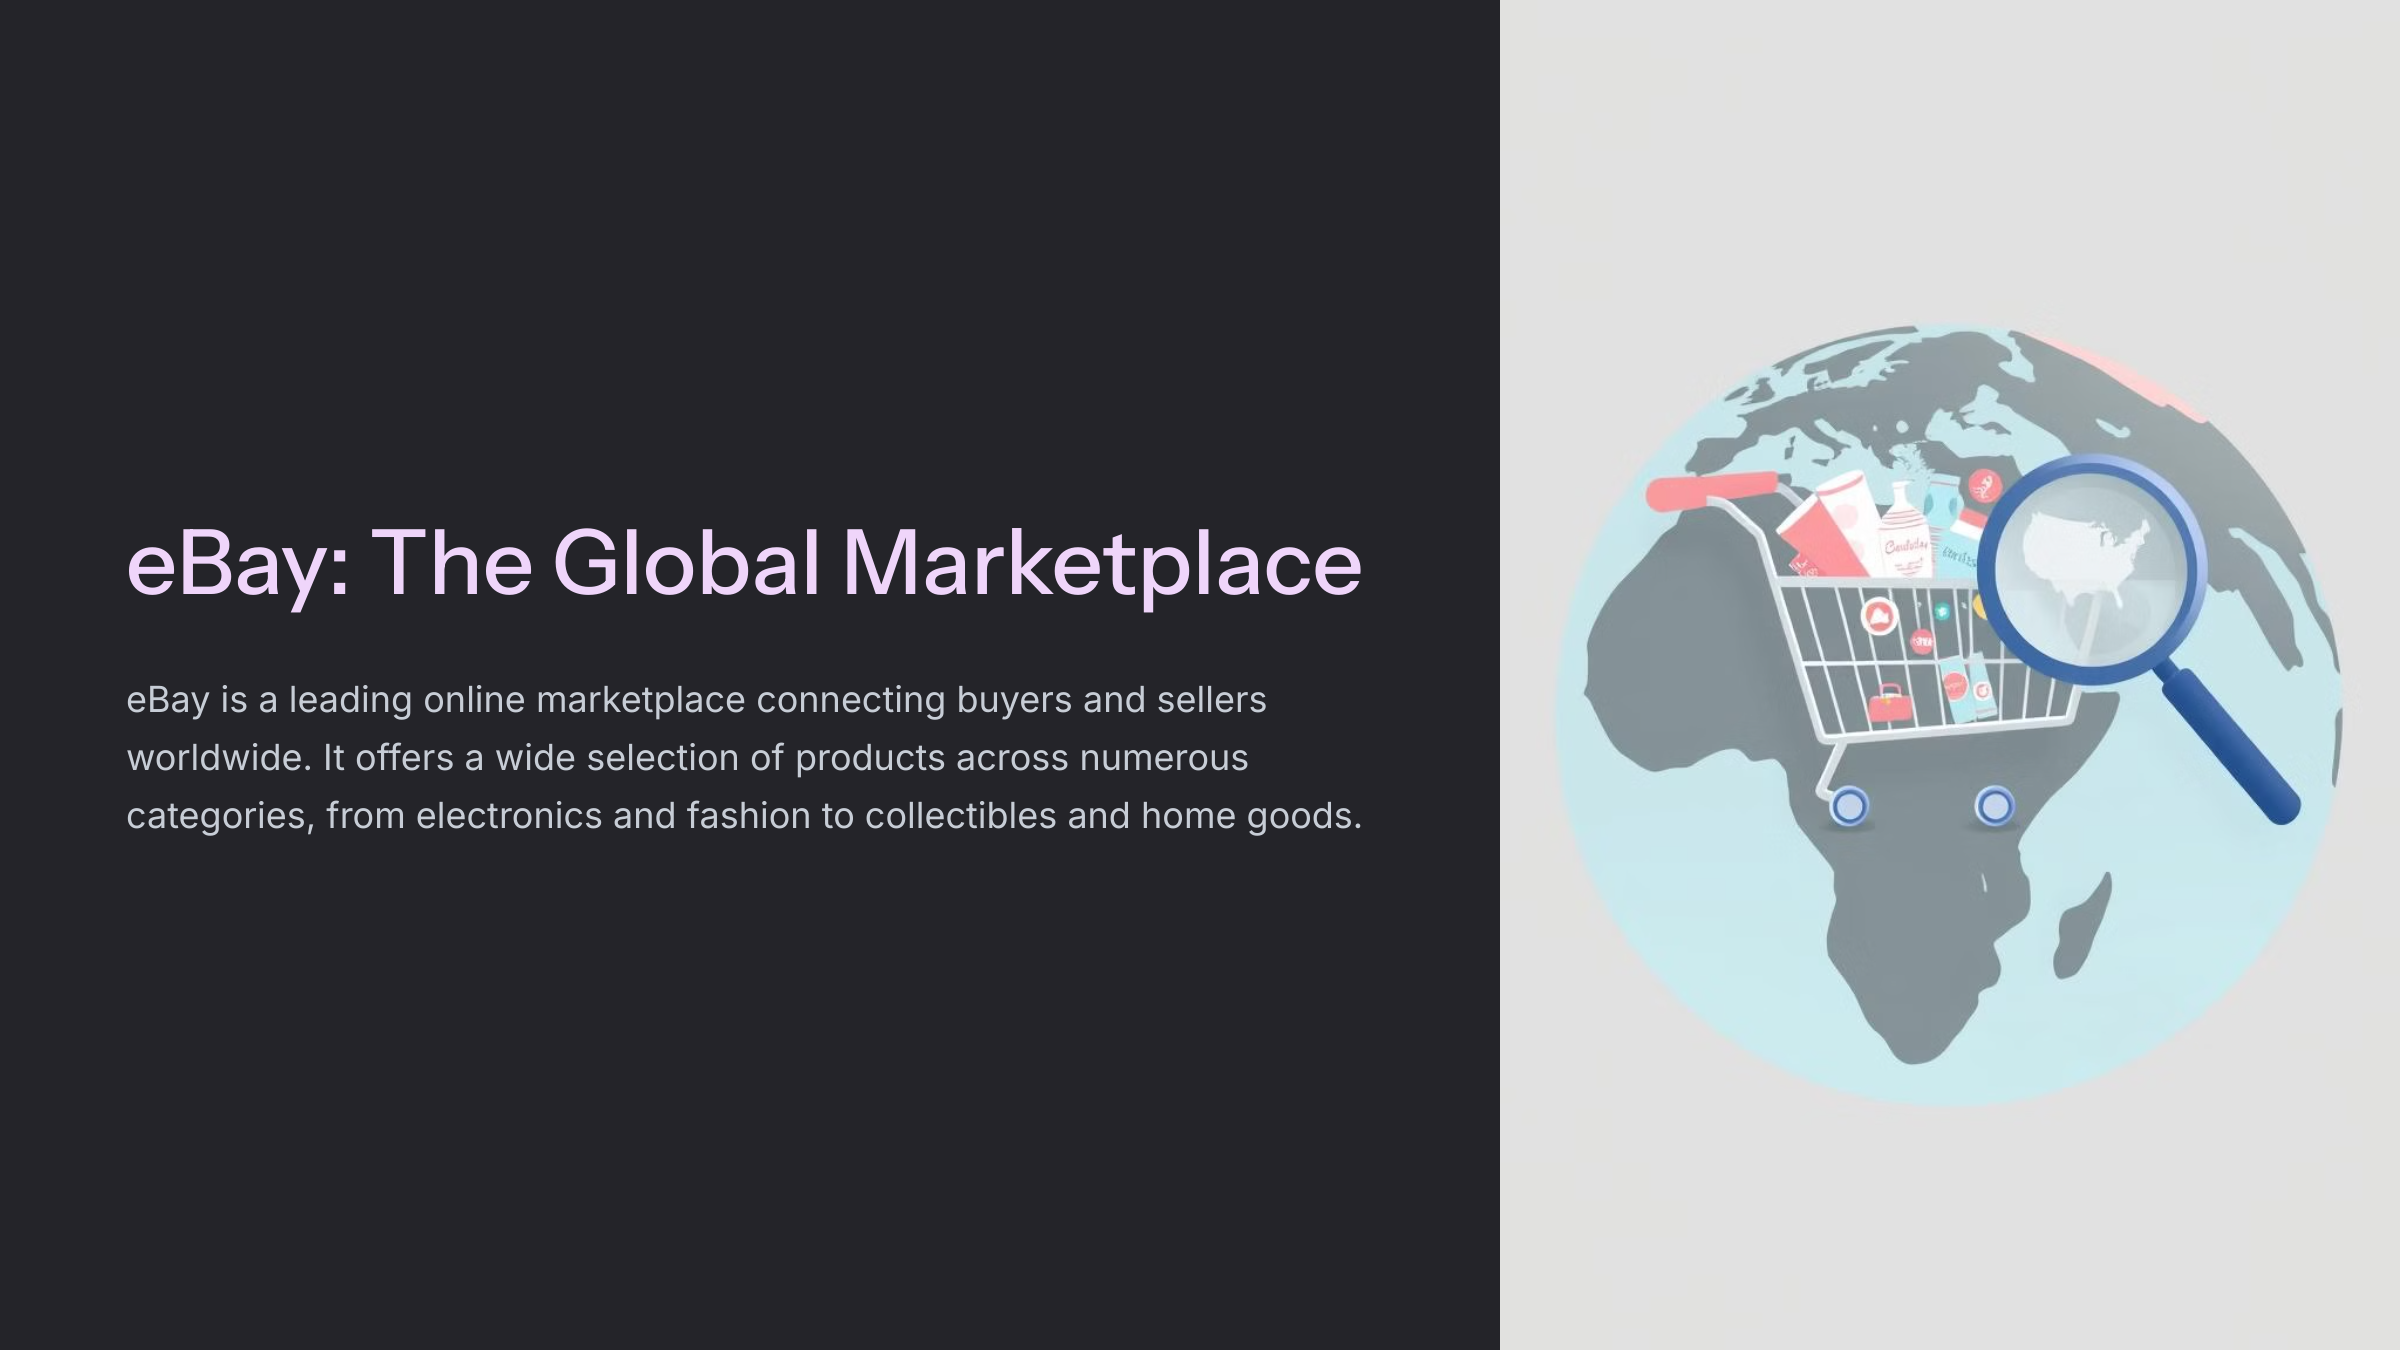 eBay: The Global Marketplace
eBay is a leading online marketplace connecting buyers and sellers
worldwide. It offers a wide selection of products across numerous
categories, from electronics and fashion to collectibles and home goods.